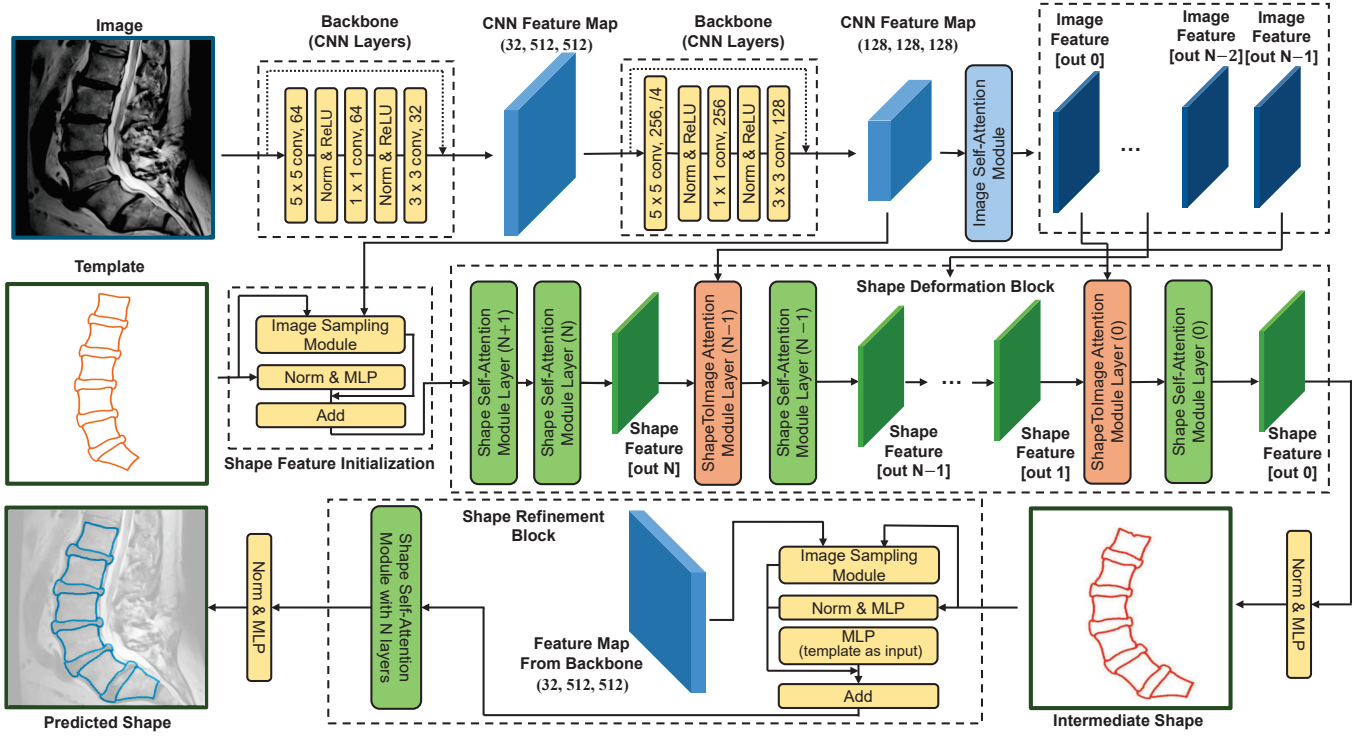 Image
Backbone
(CNN Layers)
5 x 5 conv, 64
Norm & ReLU
1 x 1 conv, 64
Norm & ReLU
3 x 3 conv, 32
CNN Feature Map
(32, 512, 512)
Backbone
(CNN Layers)
5 x 5 conv, 256, /4
Norm & ReLU
1 x 1 conv, 256
Norm & ReLU
3 x 3 conv, 128
CNN Feature Map
(128, 128, 128)
Image Self-Attention
Module
Image
Feature
[out 0]
...
Image
Feature
[out N−2]
Image
Feature
[out N−1]
Template
Image Sampling
Module
Norm & MLP
Add
Shape Feature Initialization
Shape Deformation Block
Shape Self-Attention
Module Layer (N+1)
Shape Self-Attention
Module Layer (N)
Shape
Feature
[out N]
ShapeToImage Attention
Module Layer (N−1)
Shape Self-Attention
Module Layer (N −1)
Shape
Feature
[out N−1]
...
Shape
Feature
[out 1]
ShapeToImage Attention
Module Layer (0)
Shape Self-Attention
Module Layer (0)
Shape
Feature
[out 0]
Predicted Shape
Norm & MLP
Shape Self-Attention
Module with N layers
Shape Refinement
Block
Feature Map
From Backbone
(32, 512, 512)
Image Sampling
Module
Norm & MLP
MLP
(template as input)
Add
Intermediate Shape
Norm & MLP